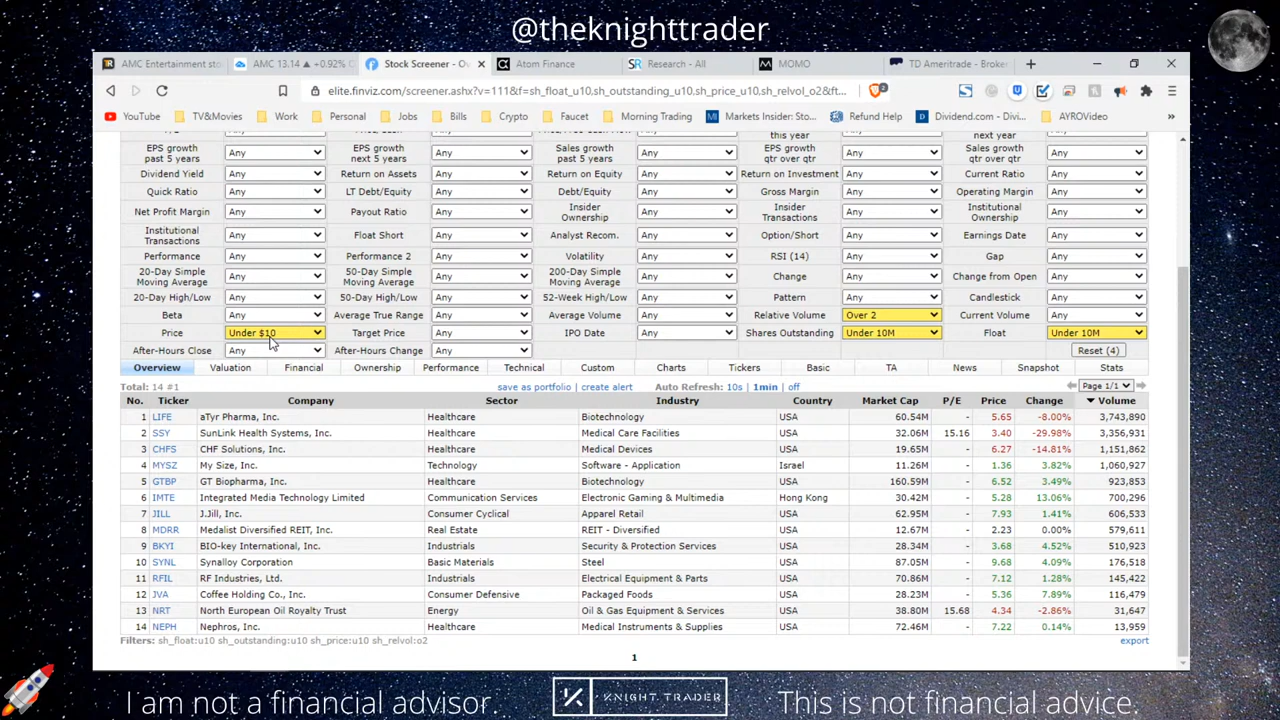 @theknighttrader
AMC Entertainment sto
AMC 13.14 ▲ +0.92%
Stock Screener - Ov
Atom Finance
Research - All
MOMO
TD Ameritrade - Broker
elite.finviz.com/screener.ashx?v=111&f=sh_float_u10,sh_outstanding_u10,sh_price_u10,sh_relvol_o2&ft...
YouTube TV&Movies Work Personal Jobs Bills Crypto Faucet Morning Trading Markets Insider: Sto... Refund Help Dividend.com - Divi... AYROVideo »
this year
next year
EPS growth past 5 years Any EPS growth next 5 years Any Sales growth past 5 years Any EPS growth qtr over qtr Any Sales growth qtr over qtr Any
Dividend Yield Any Return on Assets Any Return on Equity Any Return on Investment Any Current Ratio Any
Quick Ratio Any LT Debt/Equity Any Debt/Equity Any Gross Margin Any Operating Margin Any
Net Profit Margin Any Payout Ratio Any Insider Ownership Any Insider Transactions Any Institutional Ownership Any
Institutional Transactions Any Float Short Any Analyst Recom. Any Option/Short Any Earnings Date Any
Performance Any Performance 2 Any Volatility Any RSI (14) Any Gap Any
20-Day Simple Moving Average Any 50-Day Simple Moving Average Any 200-Day Simple Moving Average Any Change Any Change from Open Any
20-Day High/Low Any 50-Day High/Low Any 52-Week High/Low Any Pattern Any Candlestick Any
Beta Any Average True Range Any Average Volume Any Relative Volume Over 2 Current Volume Any
Price Under $10 Target Price Any IPO Date Any Shares Outstanding Under 10M Float Under 10M
After-Hours Close Any After-Hours Change Any Reset (4)
Overview Valuation Financial Ownership Performance Technical Custom Charts Tickers Basic TA News Snapshot Stats
Total: 14 #1 save as portfolio | create alert Auto Refresh: 10s | 1min | off Page 1/1
No. Ticker Company Sector Industry Country Market Cap P/E Price Change ▼ Volume
1 LIFE aTyr Pharma, Inc. Healthcare Biotechnology USA 60.54M - 5.65 -8.00% 3,743,890
2 SSY SunLink Health Systems, Inc. Healthcare Medical Care Facilities USA 32.06M 15.16 3.40 -29.98% 3,356,931
3 CHFS CHF Solutions, Inc. Healthcare Medical Devices USA 19.65M - 6.27 -14.81% 1,151,862
4 MYSZ My Size, Inc. Technology Software - Application Israel 11.26M - 1.36 3.82% 1,060,927
5 GTBP GT Biopharma, Inc. Healthcare Biotechnology USA 160.59M - 6.52 3.49% 923,853
6 IMTE Integrated Media Technology Limited Communication Services Electronic Gaming & Multimedia Hong Kong 30.42M - 5.28 13.06% 700,296
7 JILL J.Jill, Inc. Consumer Cyclical Apparel Retail USA 62.95M - 7.93 1.41% 606,533
8 MDRR Medalist Diversified REIT, Inc. Real Estate REIT - Diversified USA 12.67M - 2.23 0.00% 579,611
9 BKYI BIO-key International, Inc. Industrials Security & Protection Services USA 28.34M - 3.68 4.52% 510,923
10 SYNL Synalloy Corporation Basic Materials Steel USA 87.05M - 9.68 4.09% 176,518
11 RFIL RF Industries, Ltd. Industrials Electrical Equipment & Parts USA 70.86M - 7.12 1.28% 145,422
12 JVA Coffee Holding Co., Inc. Consumer Defensive Packaged Foods USA 28.23M - 5.36 7.89% 116,479
13 NRT North European Oil Royalty Trust Energy Oil & Gas Equipment & Services USA 38.80M 15.68 4.34 -2.86% 31,647
14 NEPH Nephros, Inc. Healthcare Medical Instruments & Supplies USA 72.46M - 7.22 0.14% 13,959
Filters: sh_float:u10 sh_outstanding:u10 sh_price:u10 sh_relvol:o2 export
1
I am not a financial advisor. KNIGHT TRADER This is not financial advice.